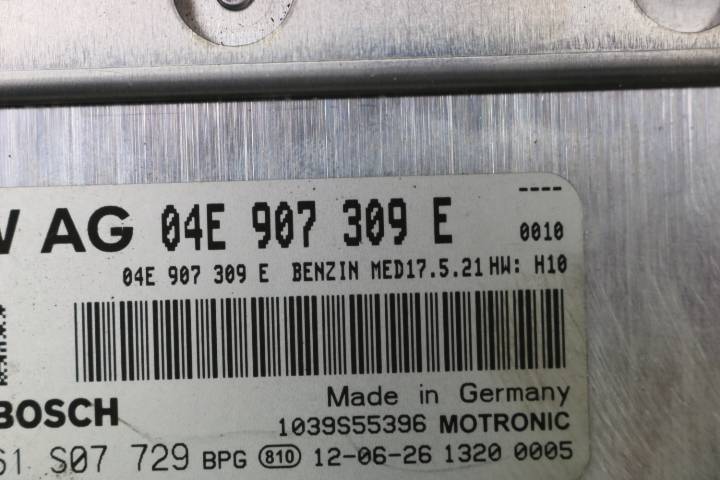 AG 04E 907 309 E
----
0010
04E 907 309 E BENZIN MED17.5.21 HW: H10
Made in Germany
BOSCH
1039S55396 MOTRONIC
61 S07 729 BPG 810 12-06-26 1320 0005